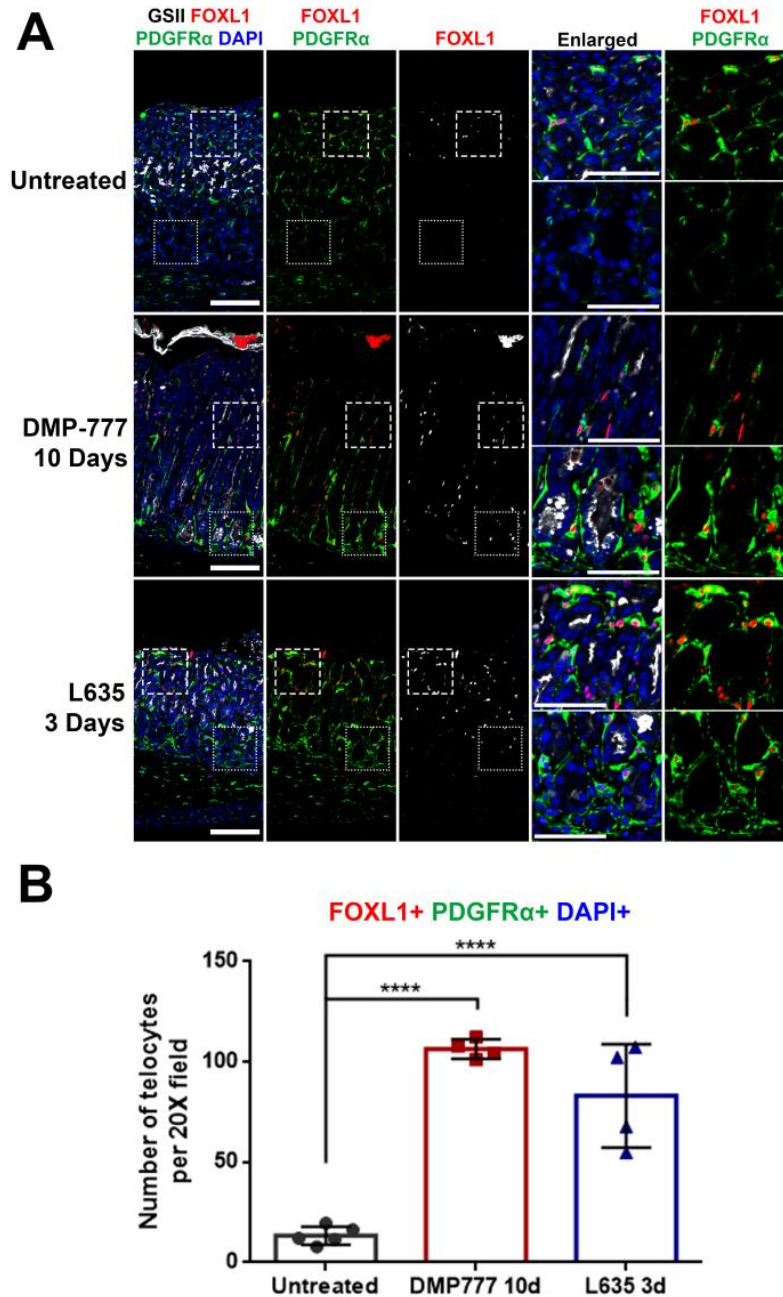 A
GSII FOXL1
PDGFRα DAPI
FOXL1
PDGFRα
FOXL1
Enlarged
FOXL1
PDGFRα
Untreated
DMP-777
10 Days
L635
3 Days
B
FOXL1+ PDGFRα+ DAPI+
****
****
Number of telocytes
per 20X field
150
100
50
0
Untreated
DMP777 10d
L635 3d